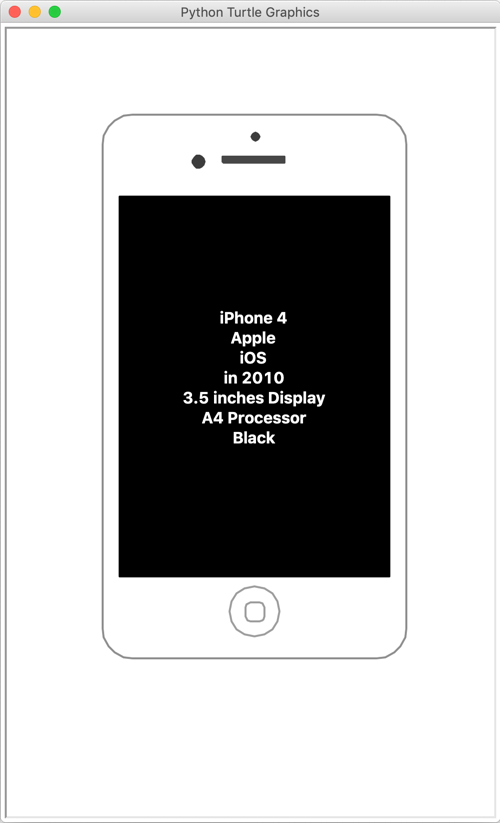 Python Turtle Graphics
iPhone 4
Apple
iOS
in 2010
3.5 inches Display
A4 Processor
Black